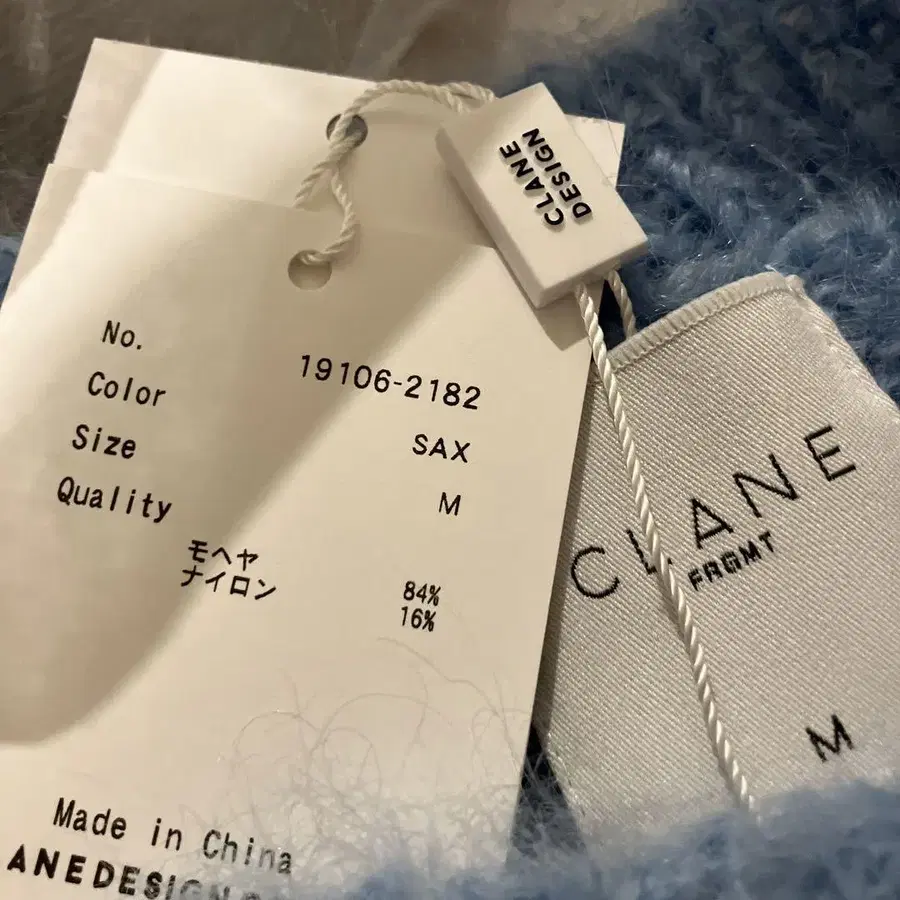 CLANE
DESIGN
No. 19106-2182
Color SAX
Size M
Quality
モヘヤ 84%
ナイロン 16%
Made in China
ANEDESIGN
CLANE
FRGMT
M